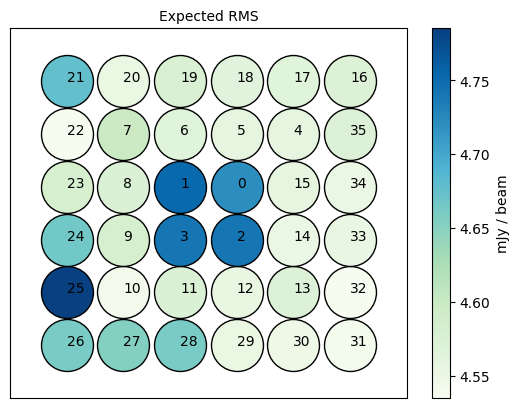 Expected RMS
21 20 19 18 17 16
22 7 6 5 4 35
23 8 1 0 15 34
24 9 3 2 14 33
25 10 11 12 13 32
26 27 28 29 30 31
4.75
4.70
4.65
4.60
4.55
mJy / beam